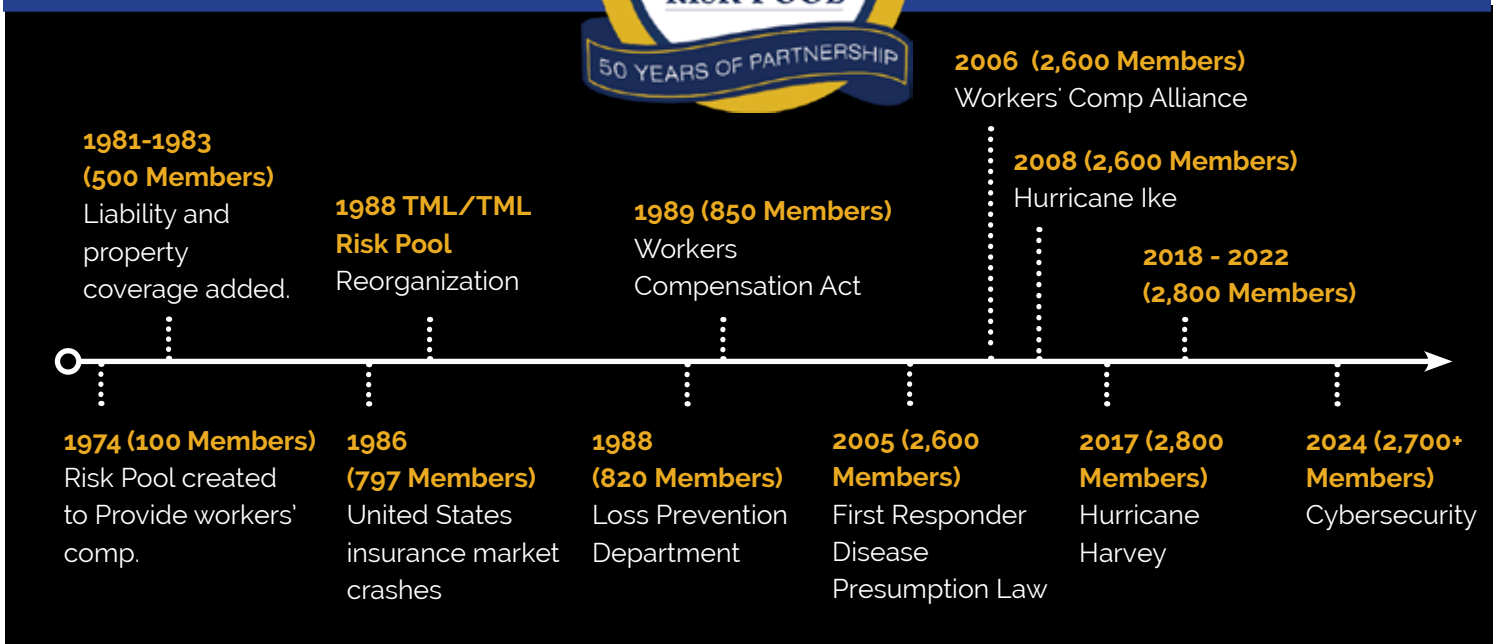 RISK POOL
50 YEARS OF PARTNERSHIP
2006 (2,600 Members)
Workers' Comp Alliance
1981-1983
(500 Members)
Liability and
property
coverage added.
1988 TML/TML
Risk Pool
Reorganization
1989 (850 Members)
Workers
Compensation Act
2008 (2,600 Members)
Hurricane Ike
2018 - 2022
(2,800 Members)
1974 (100 Members)
Risk Pool created
to Provide workers'
comp.
1986
(797 Members)
United States
insurance market
crashes
1988
(820 Members)
Loss Prevention
Department
2005 (2,600
Members)
First Responder
Disease
Presumption Law
2017 (2,800
Members)
Hurricane
Harvey
2024 (2,700+
Members)
Cybersecurity